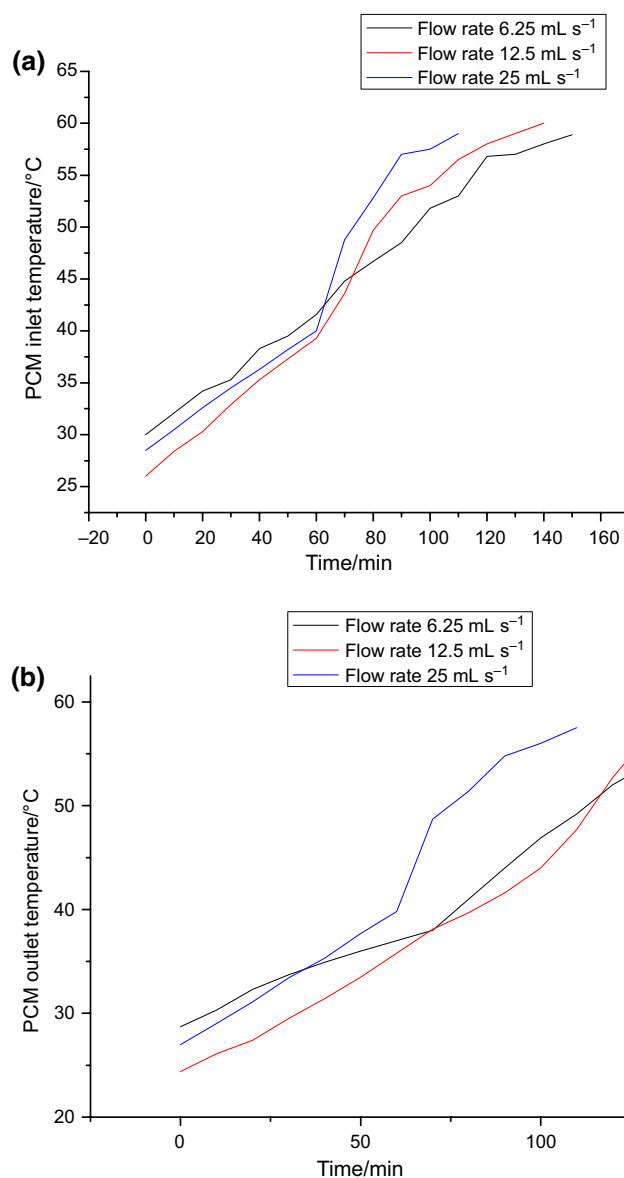 Flow rate 6.25 mL s⁻¹
Flow rate 12.5 mL s⁻¹
Flow rate 25 mL s⁻¹
(a)
65
60
55
50
45
40
35
30
25
PCM inlet temperature/°C
–20 0 20 40 60 80 100 120 140 160
Time/min
Flow rate 6.25 mL s⁻¹
Flow rate 12.5 mL s⁻¹
Flow rate 25 mL s⁻¹
(b)
60
50
40
30
20
PCM outlet temperature/°C
0 50 100
Time/min